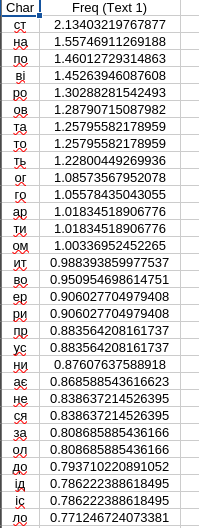 Char Freq (Text 1)
ст 2.13403219767877
на 1.55746911269188
по 1.46012729314863
ві 1.45263946087608
ро 1.30288281542493
ов 1.28790715087982
та 1.25795582178959
то 1.25795582178959
ть 1.22800449269936
ог 1.08573567952078
го 1.05578435043055
ар 1.01834518906776
ти 1.01834518906776
ом 1.00336952452265
ит 0.988393859977537
во 0.950954698614751
ер 0.906027704979408
ри 0.906027704979408
пр 0.883564208161737
ус 0.883564208161737
ни 0.87607637588918
ає 0.868588543616623
не 0.838637214526395
ся 0.838637214526395
за 0.808685885436166
ол 0.808685885436166
до 0.793710220891052
ід 0.786222388618495
іс 0.786222388618495
ло 0.771246724073381